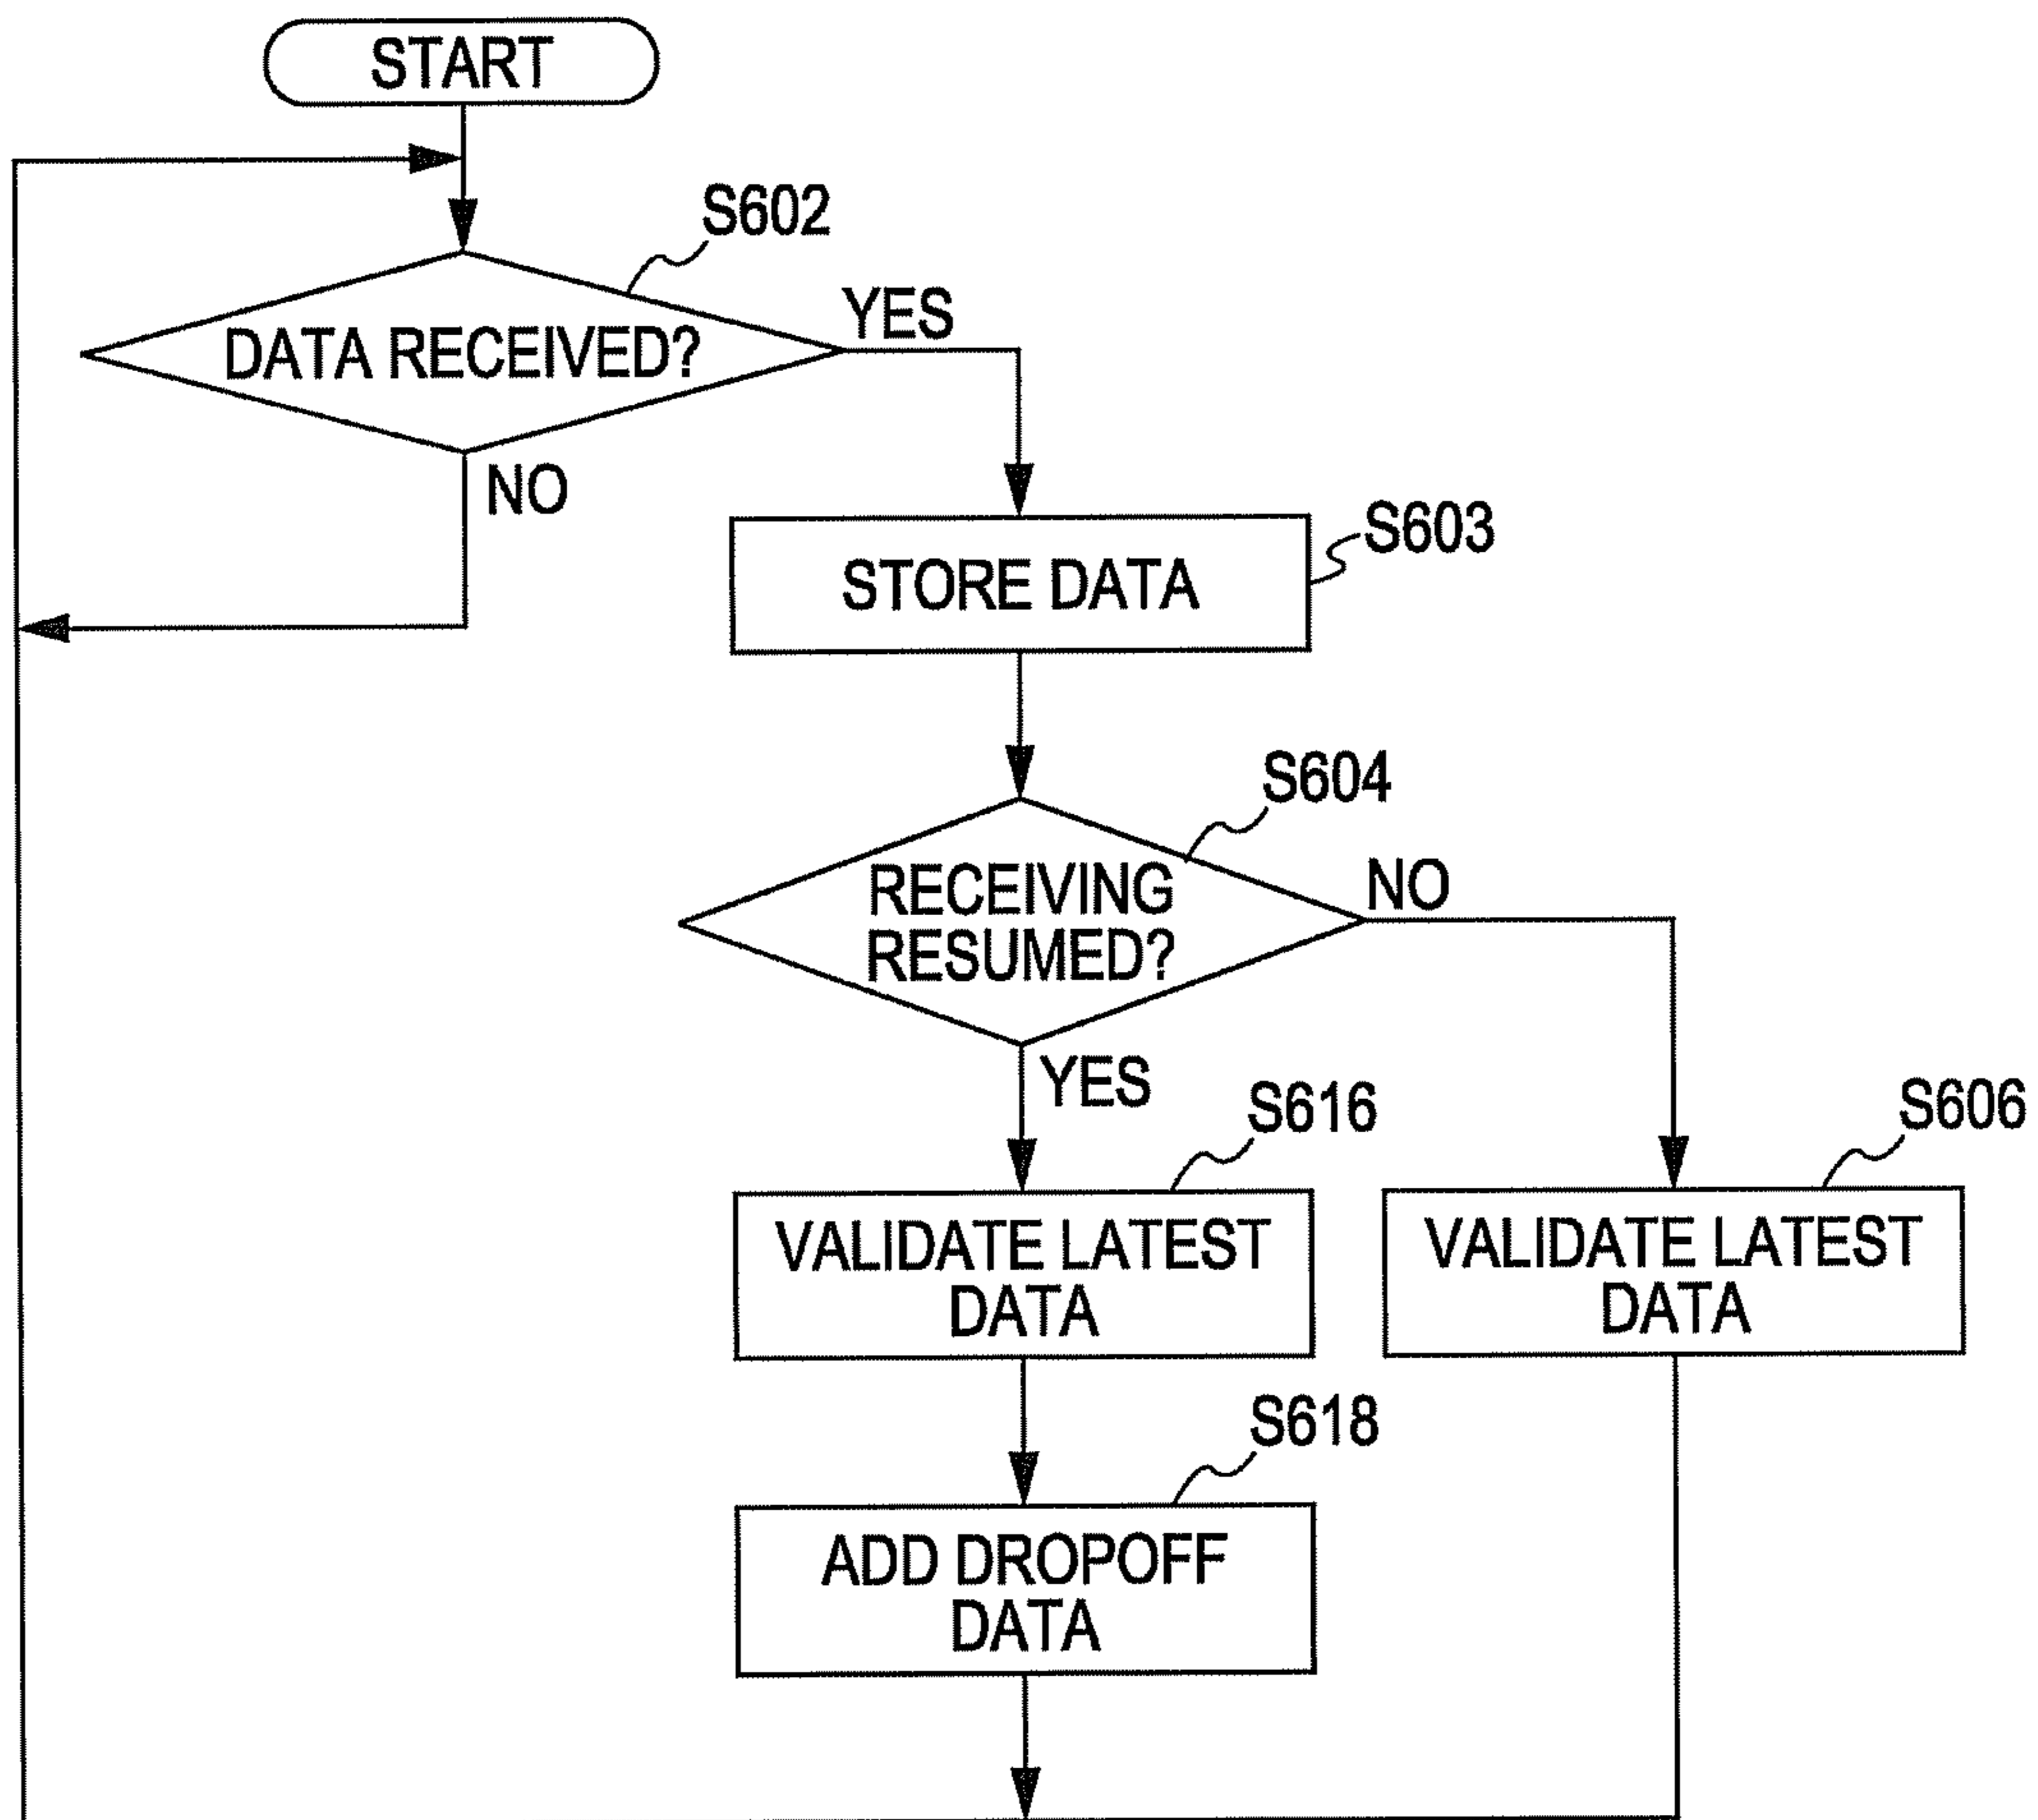 START
S602
DATA RECEIVED?
YES
NO
S603
STORE DATA
S604
RECEIVING
RESUMED?
NO
YES
S616
S606
VALIDATE LATEST
DATA
VALIDATE LATEST
DATA
S618
ADD DROPOFF
DATA